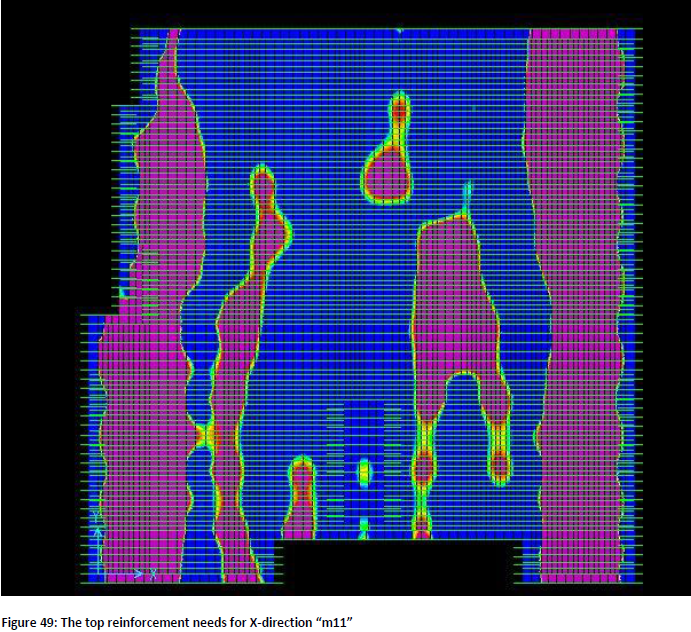 Y
X
Figure 49: The top reinforcement needs for X-direction “m11”